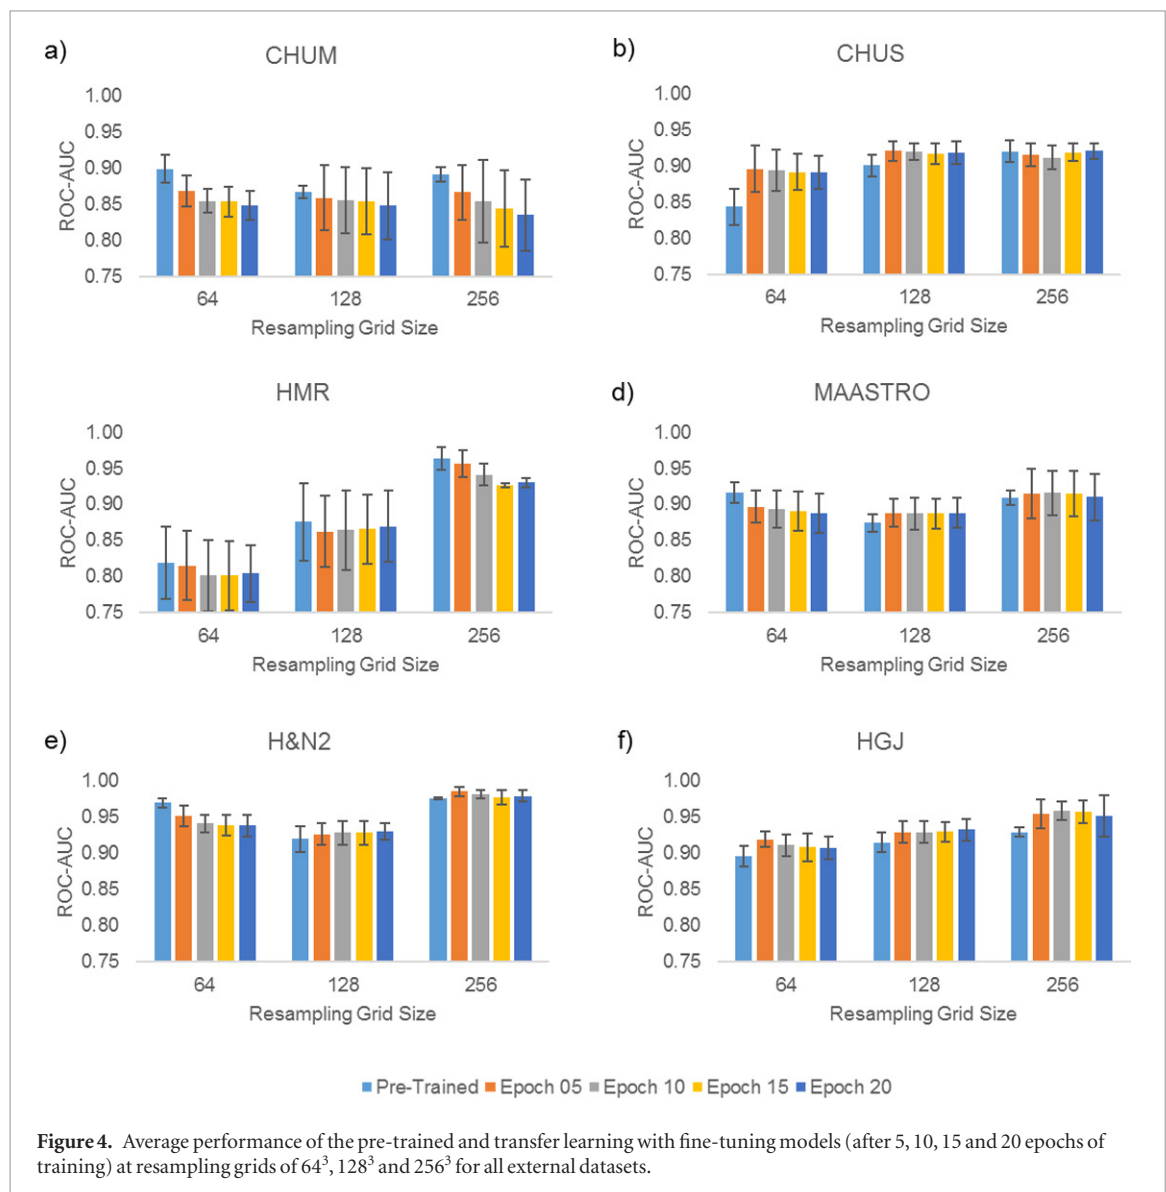 a)
CHUM
1.00
0.95
0.90
0.85
0.80
0.75
ROC-AUC
64 128 256
Resampling Grid Size
b)
CHUS
1.00
0.95
0.90
0.85
0.80
0.75
ROC-AUC
64 128 256
Resampling Grid Size
HMR
1.00
0.95
0.90
0.85
0.80
0.75
ROC-AUC
64 128 256
Resampling Grid Size
d)
MAASTRO
1.00
0.95
0.90
0.85
0.80
0.75
ROC-AUC
64 128 256
Resampling Grid Size
e)
H&N2
1.00
0.95
0.90
0.85
0.80
0.75
ROC-AUC
64 128 256
Resampling Grid Size
f)
HGJ
1.00
0.95
0.90
0.85
0.80
0.75
ROC-AUC
64 128 256
Resampling Grid Size
Pre-Trained Epoch 05 Epoch 10 Epoch 15 Epoch 20
Figure 4. Average performance of the pre-trained and transfer learning with fine-tuning models (after 5, 10, 15 and 20 epochs of
training) at resampling grids of 64³, 128³ and 256³ for all external datasets.